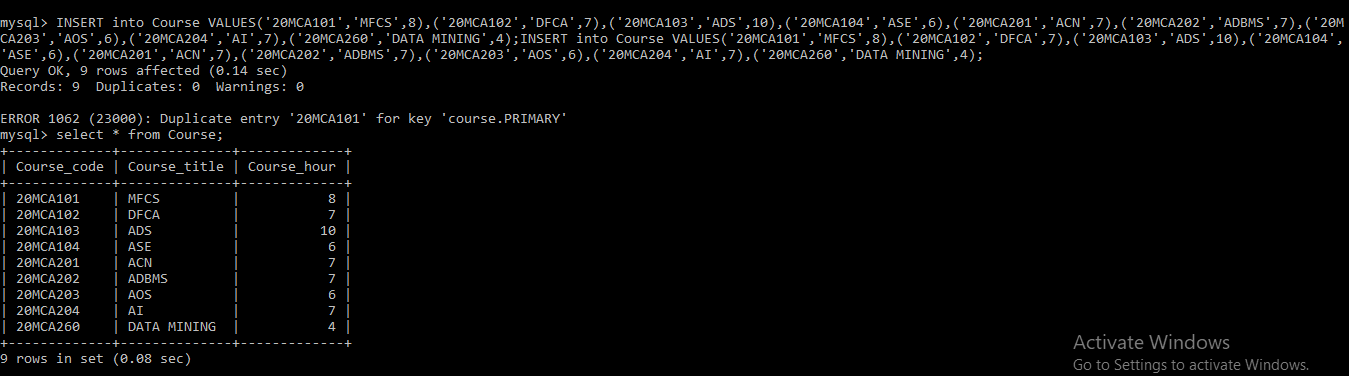 mysql> INSERT into Course VALUES('20MCA101','MFCS',8),('20MCA102','DFCA',7),('20MCA103','ADS',10),('20MCA104','ASE',6),('20MCA201','ACN',7),('20MCA202','ADBMS',7),('20M
CA203','AOS',6),('20MCA204','AI',7),('20MCA260','DATA MINING',4);INSERT into Course VALUES('20MCA101','MFCS',8),('20MCA102','DFCA',7),('20MCA103','ADS',10),('20MCA104',
'ASE',6),('20MCA201','ACN',7),('20MCA202','ADBMS',7),('20MCA203','AOS',6),('20MCA204','AI',7),('20MCA260','DATA MINING',4);
Query OK, 9 rows affected (0.14 sec)
Records: 9  Duplicates: 0  Warnings: 0

ERROR 1062 (23000): Duplicate entry '20MCA101' for key 'course.PRIMARY'
mysql> select * from Course;
+-------------+--------------+-------------+
| Course_code | Course_title | Course_hour |
+-------------+--------------+-------------+
| 20MCA101    | MFCS         |           8 |
| 20MCA102    | DFCA         |           7 |
| 20MCA103    | ADS          |          10 |
| 20MCA104    | ASE          |           6 |
| 20MCA201    | ACN          |           7 |
| 20MCA202    | ADBMS        |           7 |
| 20MCA203    | AOS          |           6 |
| 20MCA204    | AI           |           7 |
| 20MCA260    | DATA MINING  |           4 |
+-------------+--------------+-------------+
9 rows in set (0.08 sec)
Activate Windows
Go to Settings to activate Windows.